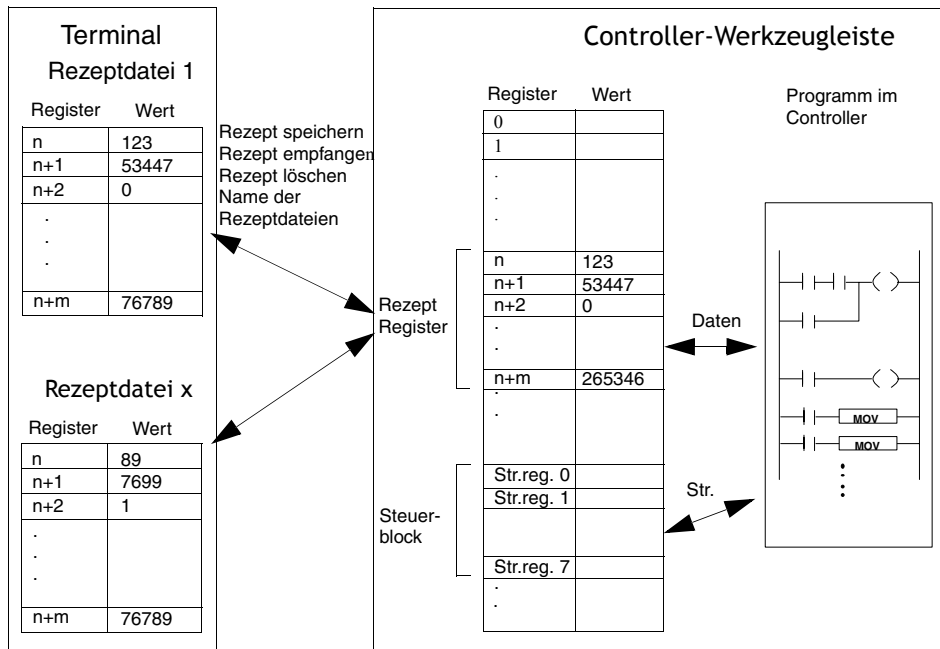 Terminal
Rezeptdatei 1
Register Wert
n 123
n+1 53447
n+2 0
.
.
.
n+m 76789
Rezeptdatei x
Register Wert
n 89
n+1 7699
n+2 1
.
.
.
n+m 76789
Rezept speichern
Rezept empfangen
Rezept löschen
Name der
Rezeptdateien
Controller-Werkzeugleiste
Register Wert
0
1
.
.
.
.
n 123
n+1 53447
n+2 0
.
.
n+m 265346
.
.
Str.reg. 0
Str.reg. 1
Str.reg. 7
.
.
Rezept
Register
Steuer-
block
Daten
Str.
Programm im
Controller
MOV
MOV